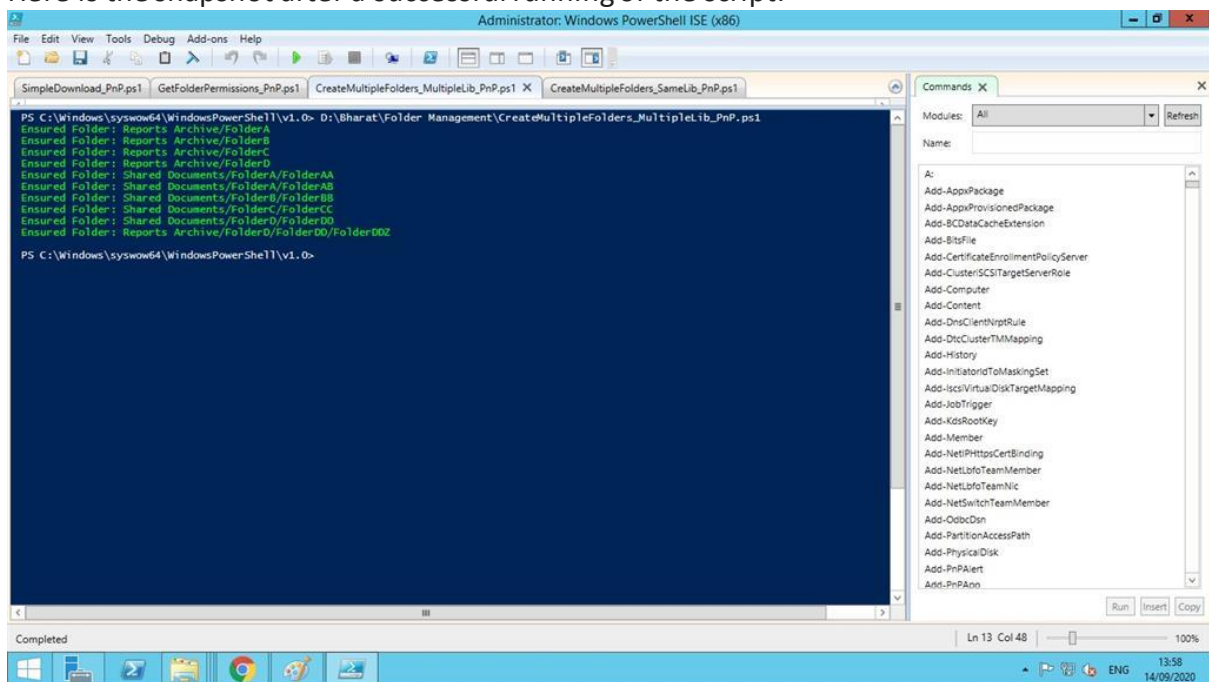 Here is the snapshot after a successful running of the script:
Administrator: Windows PowerShell ISE (x86)
File Edit View Tools Debug Add-ons Help
SimpleDownload_PnP.ps1 GetFolderPermissions_PnP.ps1 CreateMultipleFolders_MultipleLib_PnP.ps1 X CreateMultipleFolders_SameLib_PnP.ps1
PS C:\Windows\syswow64\WindowsPowerShell\v1.0> D:\Bharat\Folder Management\CreateMultipleFolders_MultipleLib_PnP.ps1
Ensured Folder: Reports Archive/FolderA
Ensured Folder: Reports Archive/FolderB
Ensured Folder: Reports Archive/FolderC
Ensured Folder: Reports Archive/FolderD
Ensured Folder: Shared Documents/FolderA/FolderAA
Ensured Folder: Shared Documents/FolderA/FolderAB
Ensured Folder: Shared Documents/FolderB/FolderBB
Ensured Folder: Shared Documents/FolderC/FolderCC
Ensured Folder: Shared Documents/FolderD/FolderDD
Ensured Folder: Reports Archive/FolderD/FolderDD/FolderDDZ
PS C:\Windows\syswow64\WindowsPowerShell\v1.0>
Commands X
Modules: All Refresh
Name:
A:
Add-AppxPackage
Add-AppxProvisionedPackage
Add-BCDataCacheExtension
Add-BitsFile
Add-CertificateEnrollmentPolicyServer
Add-ClusteriSCSITargetServerRole
Add-Computer
Add-Content
Add-DnsClientNrptRule
Add-DtcClusterTMMapping
Add-History
Add-InitiatorIdToMaskingSet
Add-IscsiVirtualDiskTargetMapping
Add-JobTrigger
Add-KdsRootKey
Add-Member
Add-NetIPHttpsCertBinding
Add-NetLbfoTeamMember
Add-NetLbfoTeamNic
Add-NetSwitchTeamMember
Add-OdbcDsn
Add-PartitionAccessPath
Add-PhysicalDisk
Add-PnPAlert
Add-PnPApp
Run Insert Copy
Completed
Ln 13 Col 48 100%
ENG 13:58
14/09/2020